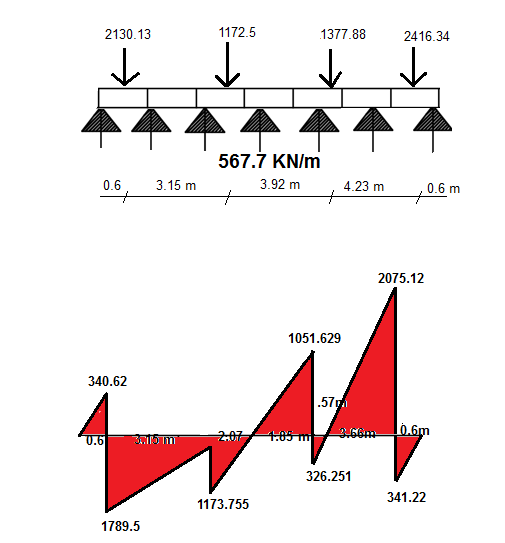 2130.13 1172.5 1377.88 2416.34
567.7 KN/m
0.6 3.15 m 3.92 m 4.23 m 0.6 m
2075.12
1051.629
340.62
.57m
0.6 3.15 m 2.07 1.85 m 3.66m 0.6m
326.251
1173.755 341.22
1789.5